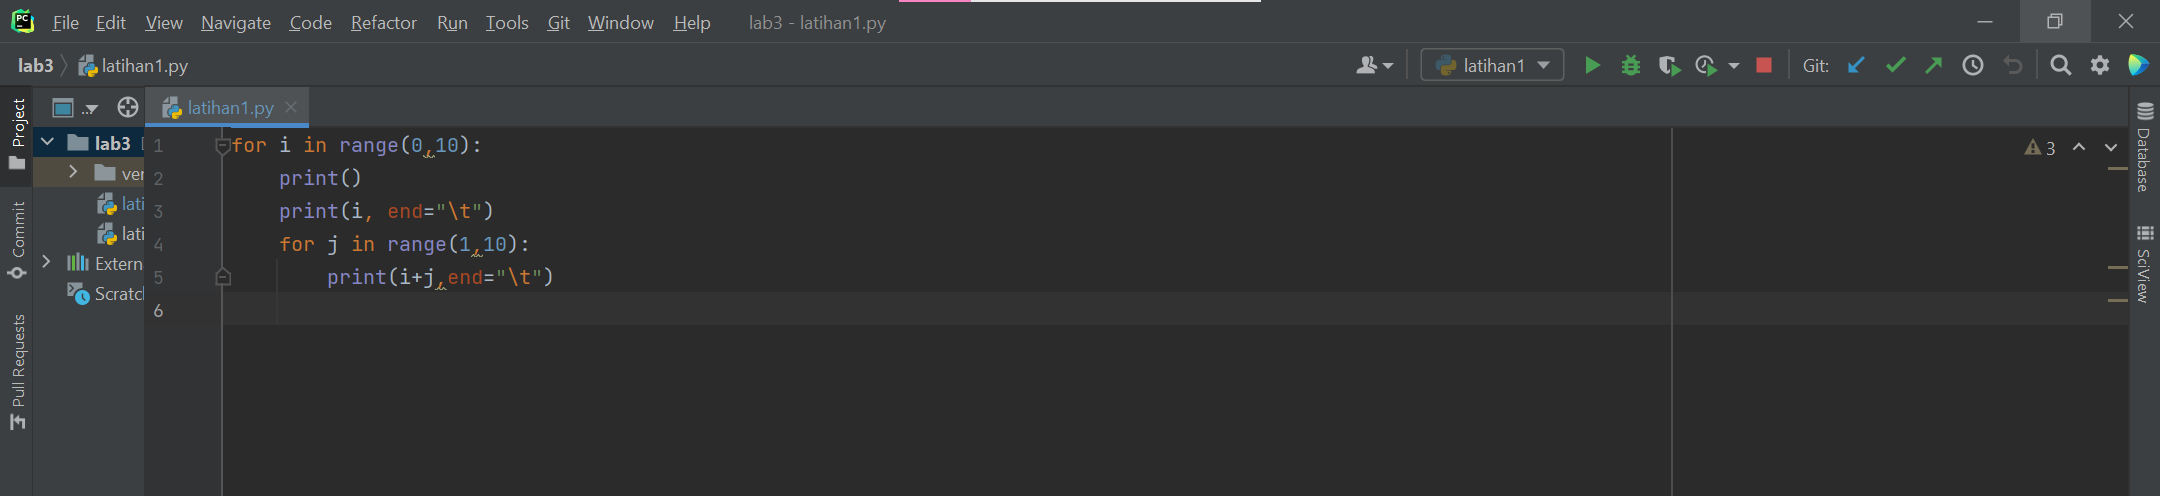 PC File Edit View Navigate Code Refactor Run Tools Git Window Help lab3 - latihan1.py
lab3 latihan1.py latihan1 Git:
Project
Commit
Pull Requests
..
lab3
ver
lati
lati
Extern
Scratc
latihan1.py
1 for i in range(0,10):
2     print()
3     print(i, end="\t")
4     for j in range(1,10):
5         print(i+j,end="\t")
6
3
Database
SciView